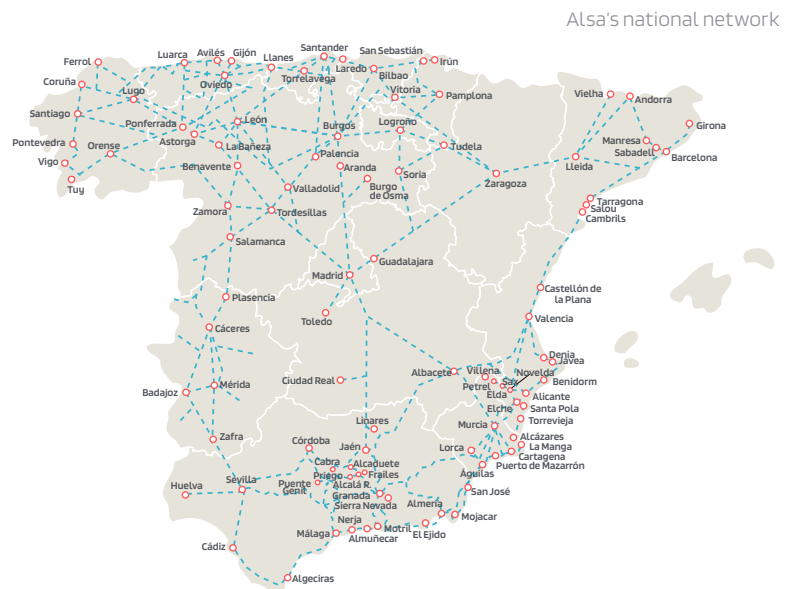 Alsa's national network
Ferrol
Luarca
Avilés
Gijón
Llanes
Santander
San Sebastián
Irún
Coruña
Lugo
Oviedo
Torrelavega
Laredo
Bilbao
Vitoria
Pamplona
Vielha
Andorra
Santiago
Ponferrada
León
Burgos
Logroño
Girona
Pontevedra
Orense
Astorga
La Bañeza
Palencia
Tudela
Manresa
Sabadell
Barcelona
Vigo
Benavente
Aranda
Soria
Zaragoza
Lleida
Tuy
Valladolid
Burgo
de Osma
Zamora
Tordesillas
Tarragona
Salou
Cambrils
Salamanca
Guadalajara
Madrid
Plasencia
Castellón de
la Plana
Toledo
Valencia
Cáceres
Denia
Javea
Albacete
Villena
Novelda
Ciudad Real
Petrel
Sax
Benidorm
Badajoz
Mérida
Elda
Alicante
Elche
Santa Pola
Linares
Murcia
Torrevieja
Zafra
Córdoba
Jaén
Lorca
Alcázares
La Manga
Cartagena
Cabra
Alcaduete
Puerto de Mazarrón
Priego
Frailes
Águilas
Huelva
Sevilla
Puente
Genil
Alcalá R.
Granada
San José
Sierra Nevada
Almería
Nerja
Mojacar
Málaga
Motril
Almuñecar
El Ejido
Cádiz
Algeciras